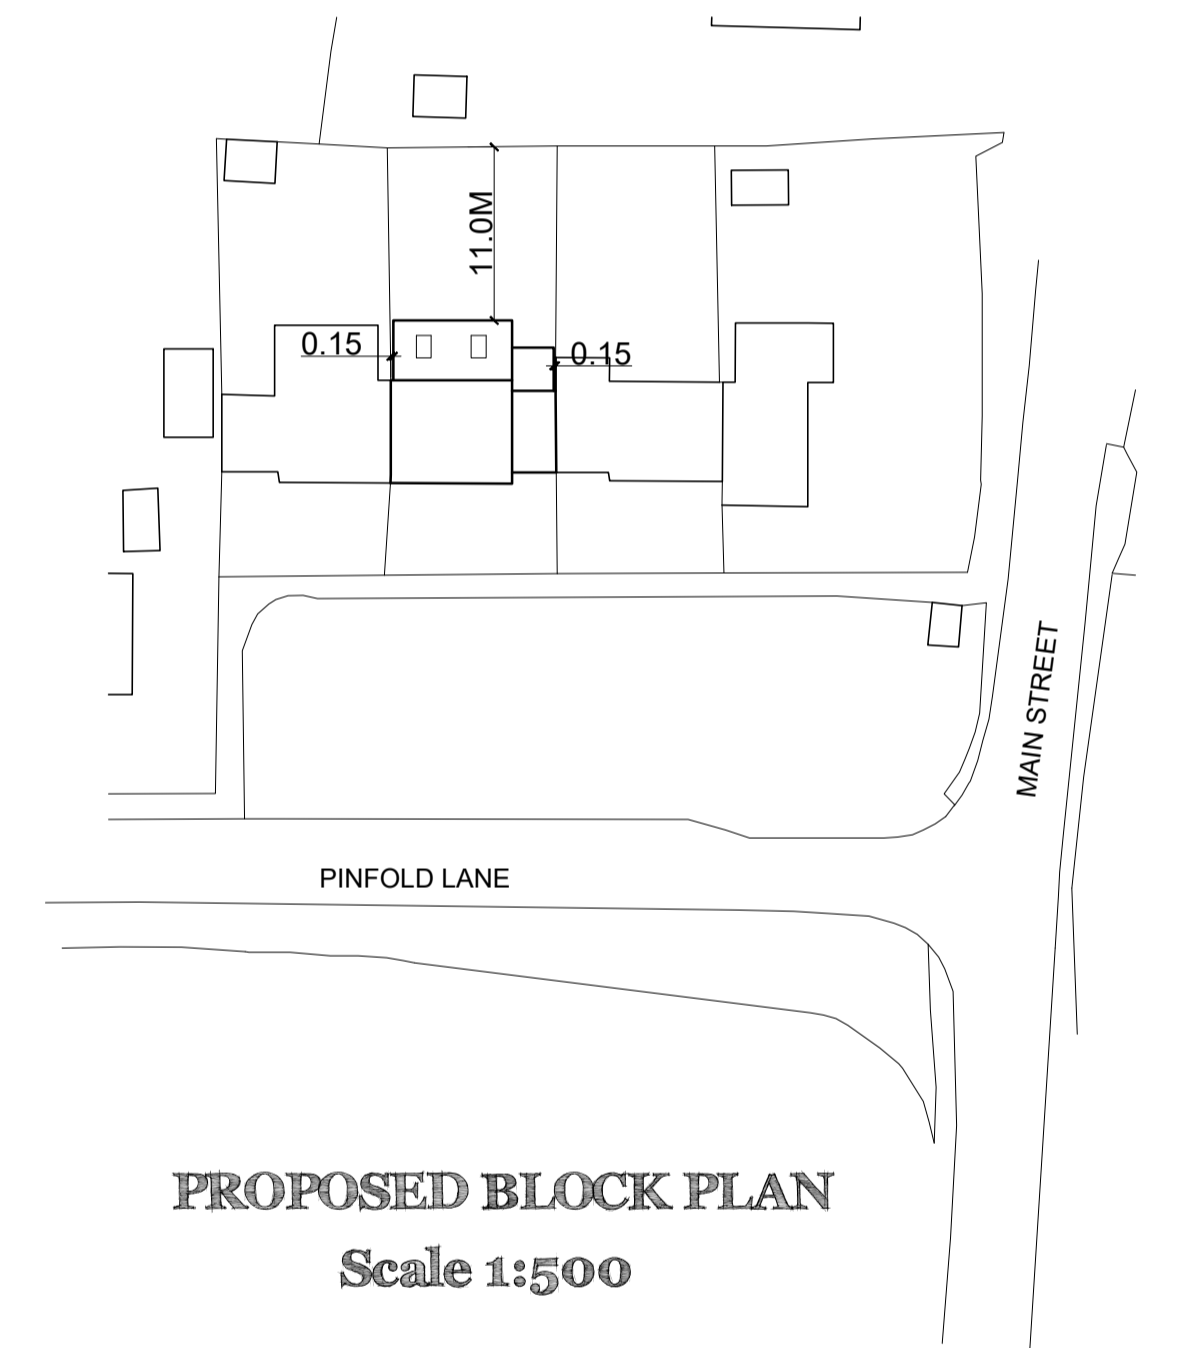 11.0M
0.15
0.15
MAIN STREET
PINFOLD LANE
PROPOSED BLOCK PLAN
Scale 1:500